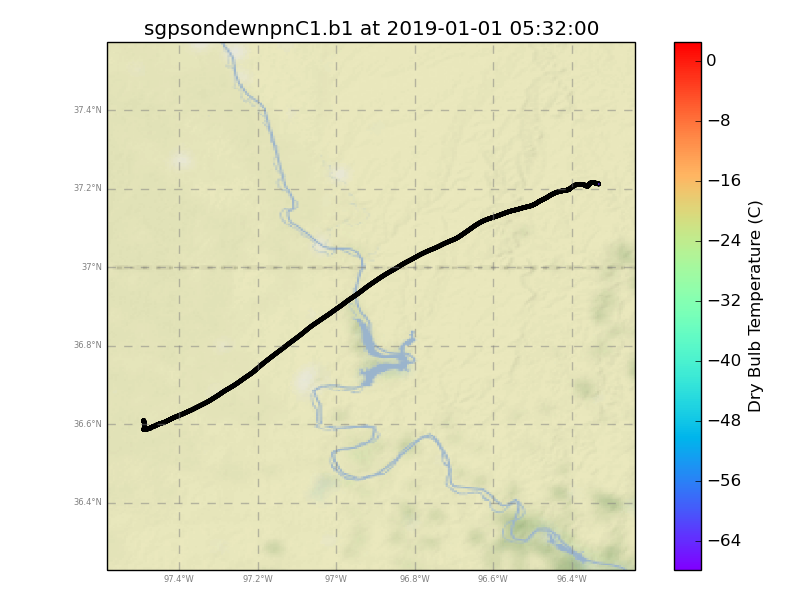 sgpsondewnpnC1.b1 at 2019-01-01 05:32:00
37.4°N
37.2°N
37°N
36.8°N
36.6°N
36.4°N
97.4°W
97.2°W
97°W
96.8°W
96.6°W
96.4°W
0
−8
−16
−24
−32
−40
−48
−56
−64
Dry Bulb Temperature (C)